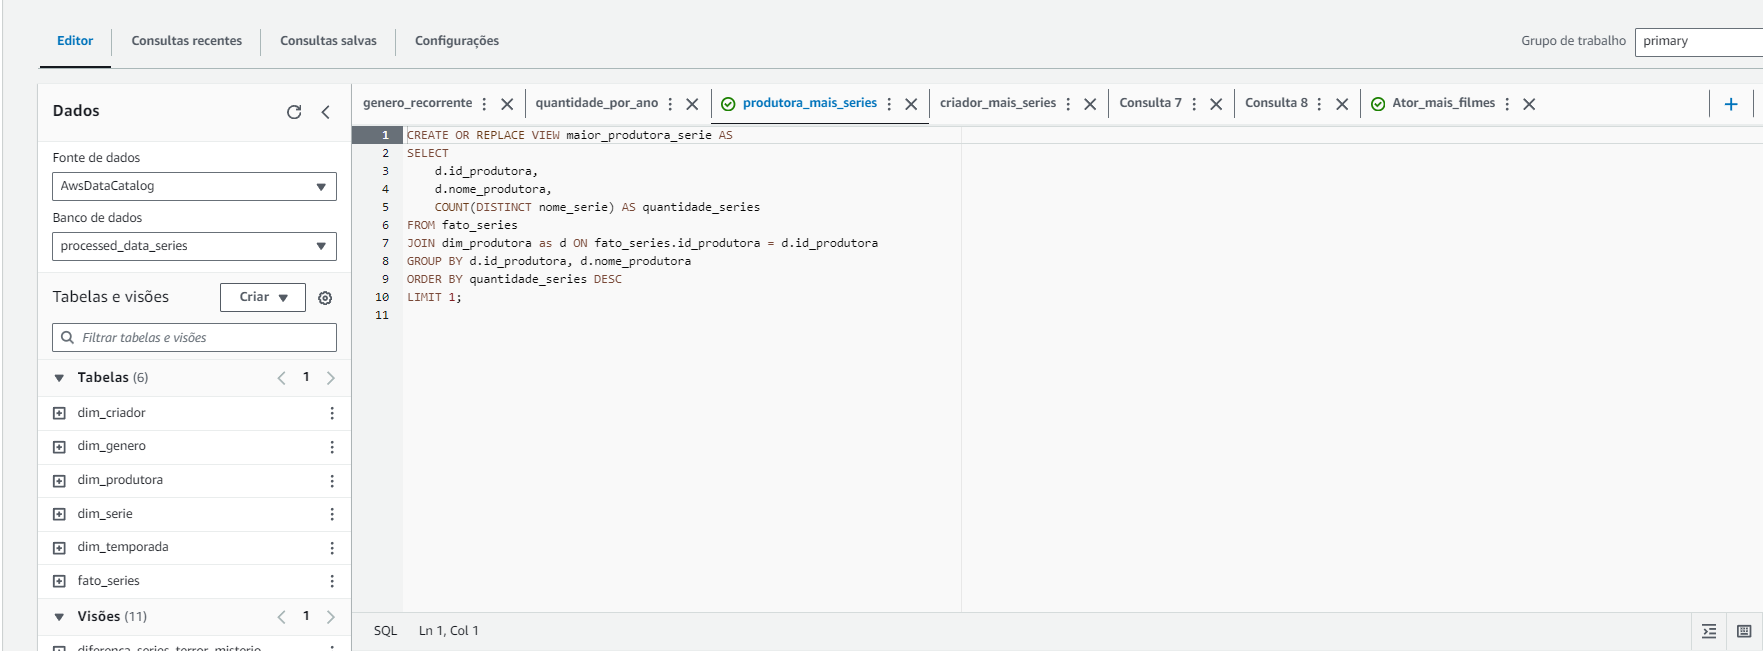 Editor
Consultas recentes
Consultas salvas
Configurações
Grupo de trabalho
primary
Dados
Fonte de dados
AwsDataCatalog
Banco de dados
processed_data_series
Tabelas e visões
Criar
Filtrar tabelas e visões
Tabelas (6)
1
dim_criador
dim_genero
dim_produtora
dim_serie
dim_temporada
fato_series
Visões (11)
1
diferenca_series_terror_misterio
genero_recorrente
quantidade_por_ano
produtora_mais_series
criador_mais_series
Consulta 7
Consulta 8
Ator_mais_filmes
1 CREATE OR REPLACE VIEW maior_produtora_serie AS
2 SELECT
3 d.id_produtora,
4 d.nome_produtora,
5 COUNT(DISTINCT nome_serie) AS quantidade_series
6 FROM fato_series
7 JOIN dim_produtora as d ON fato_series.id_produtora = d.id_produtora
8 GROUP BY d.id_produtora, d.nome_produtora
9 ORDER BY quantidade_series DESC
10 LIMIT 1;
11
SQL
Ln 1, Col 1